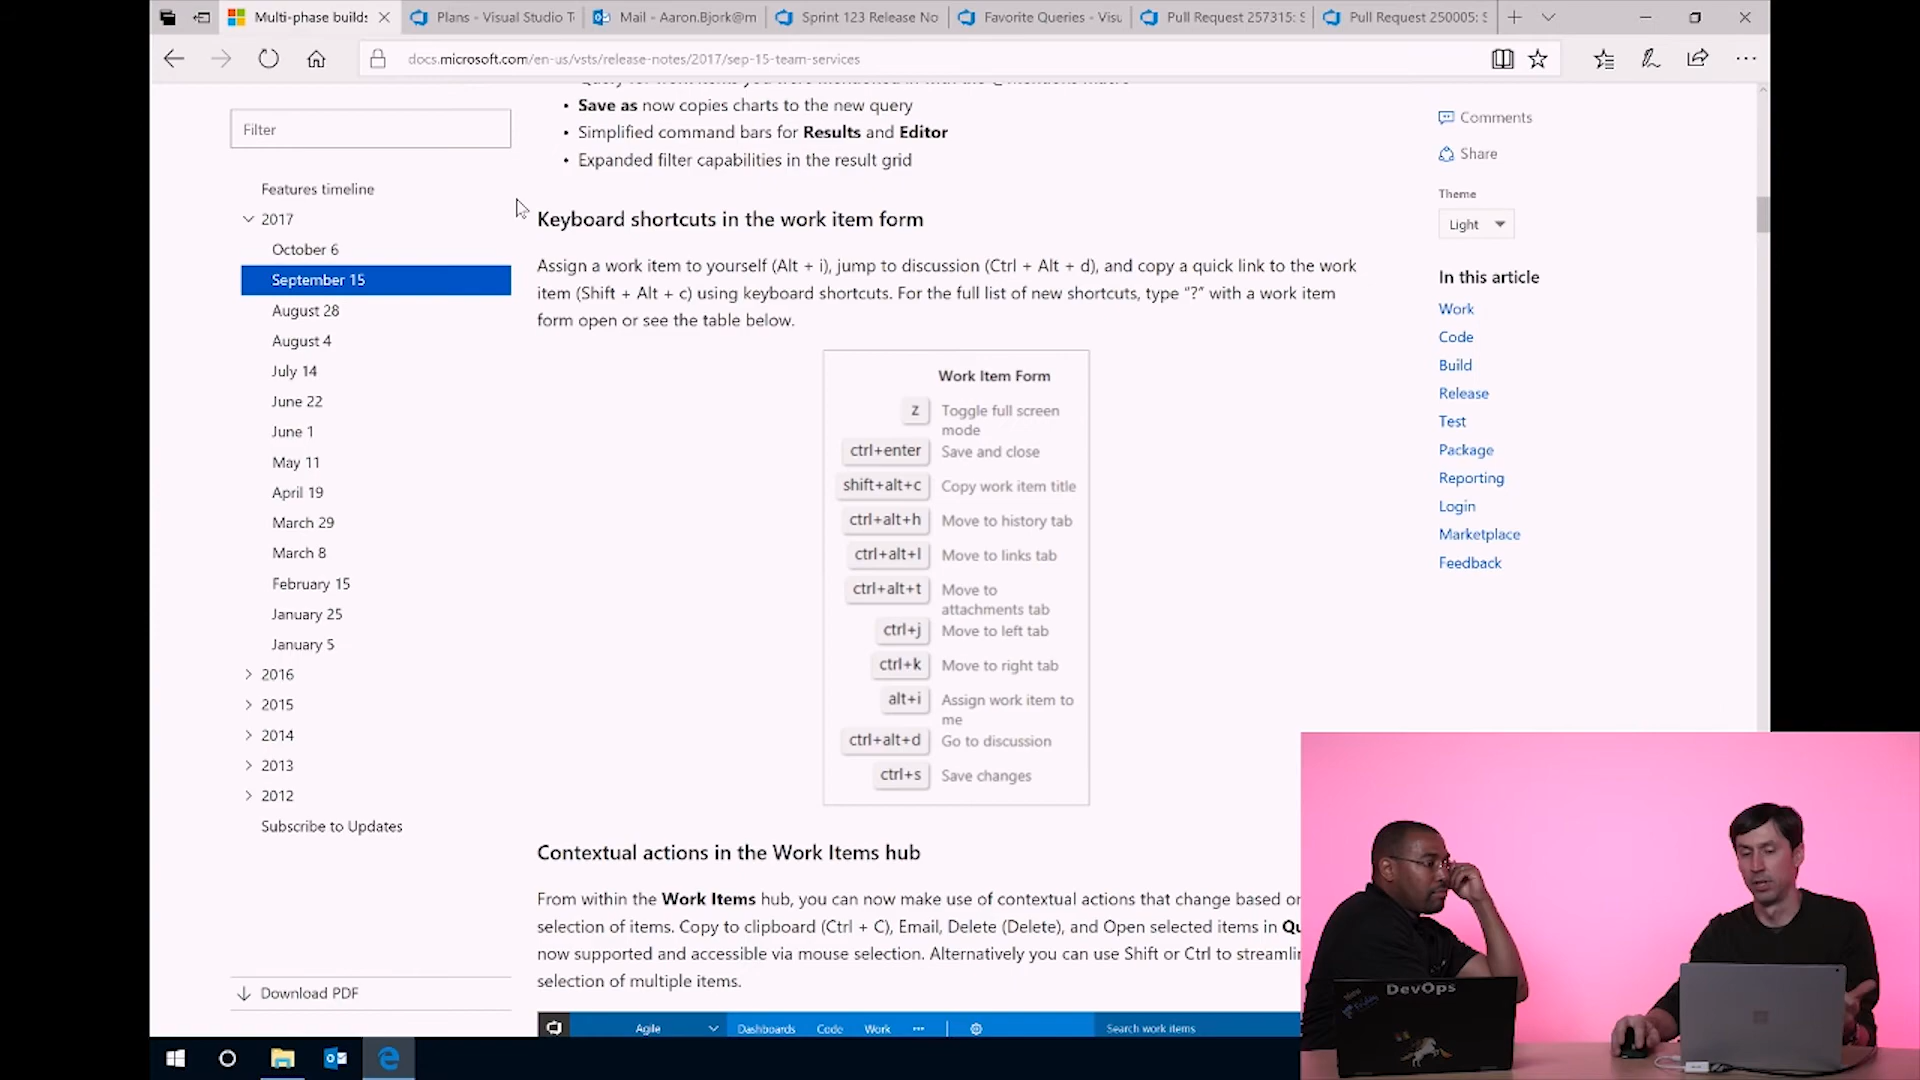 Multi-phase builds
Plans - Visual Studio T
Mail - Aaron.Bjork@m
Sprint 123 Release No
Favorite Queries - Visu
Pull Request 257315: S
Pull Request 250005: S
docs.microsoft.com/en-us/vsts/release-notes/2017/sep-15-team-services
Filter
Features timeline
2017
October 6
September 15
August 28
August 4
July 14
June 22
June 1
May 11
April 19
March 29
March 8
February 15
January 25
January 5
2016
2015
2014
2013
2012
Subscribe to Updates
Download PDF
• Save as now copies charts to the new query
• Simplified command bars for Results and Editor
• Expanded filter capabilities in the result grid
Keyboard shortcuts in the work item form
Assign a work item to yourself (Alt + i), jump to discussion (Ctrl + Alt + d), and copy a quick link to the work
item (Shift + Alt + c) using keyboard shortcuts. For the full list of new shortcuts, type “?” with a work item
form open or see the table below.
Work Item Form
z Toggle full screen
mode
ctrl+enter Save and close
shift+alt+c Copy work item title
ctrl+alt+h Move to history tab
ctrl+alt+l Move to links tab
ctrl+alt+t Move to
attachments tab
ctrl+j Move to left tab
ctrl+k Move to right tab
alt+i Assign work item to
me
ctrl+alt+d Go to discussion
ctrl+s Save changes
Contextual actions in the Work Items hub
From within the Work Items hub, you can now make use of contextual actions that change based on
selection of items. Copy to clipboard (Ctrl + C), Email, Delete (Delete), and Open selected items in Qu
now supported and accessible via mouse selection. Alternatively you can use Shift or Ctrl to streamli
selection of multiple items.
Agile Dashboards Code Work ... Search work items
Comments
Share
Theme
Light
In this article
Work
Code
Build
Release
Test
Package
Reporting
Login
Marketplace
Feedback
DevOps